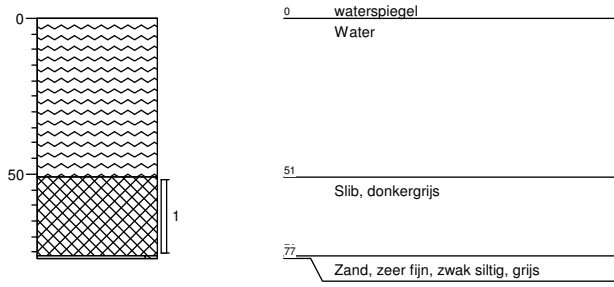 0
50
1
0 waterspiegel
Water
51
Slib, donkergrijs
77
Zand, zeer fijn, zwak siltig, grijs